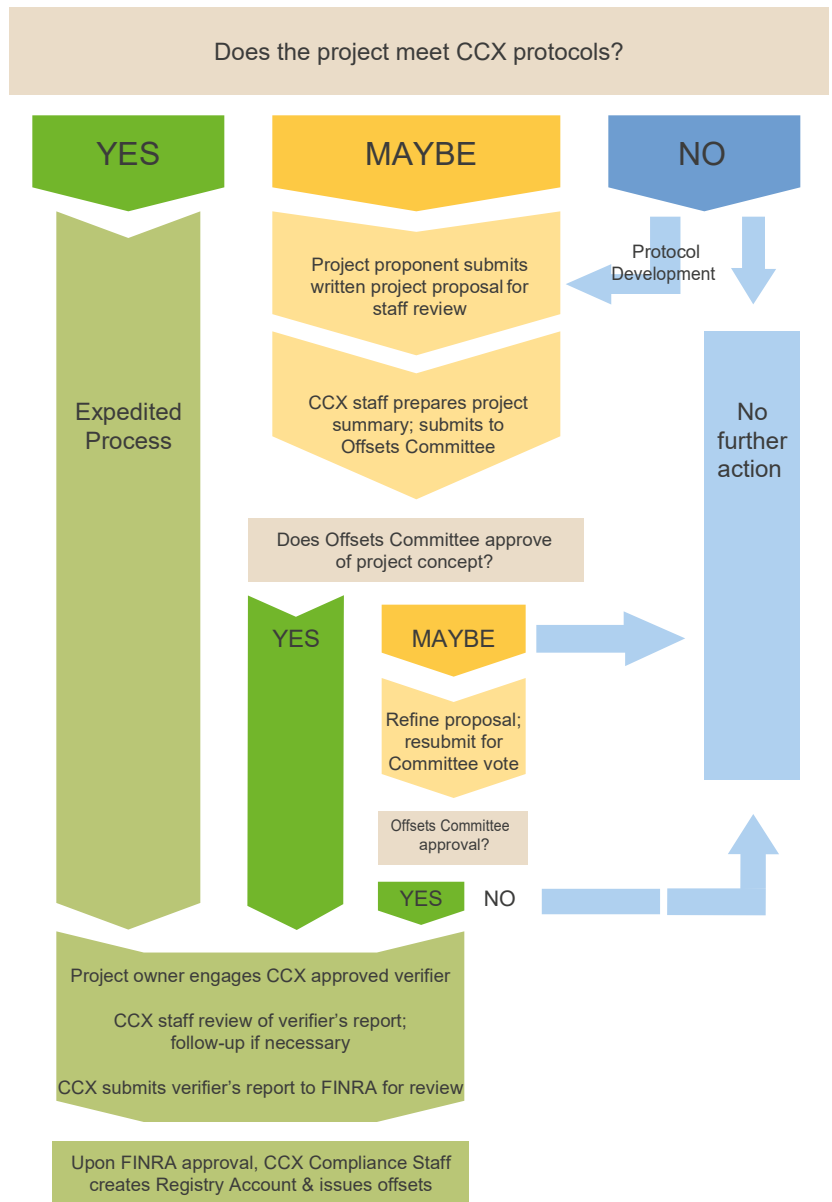 Does the project meet CCX protocols?
YES
MAYBE
NO
Project proponent submits
written project proposal for
staff review
Protocol
Development
Expedited
Process
CCX staff prepares project
summary; submits to
Offsets Committee
No
further
action
Does Offsets Committee approve
of project concept?
YES
MAYBE
Refine proposal;
resubmit for
Committee vote
Offsets Committee
approval?
YES
NO
Project owner engages CCX approved verifier
CCX staff review of verifier’s report;
follow-up if necessary
CCX submits verifier’s report to FINRA for review
Upon FINRA approval, CCX Compliance Staff
creates Registry Account & issues offsets